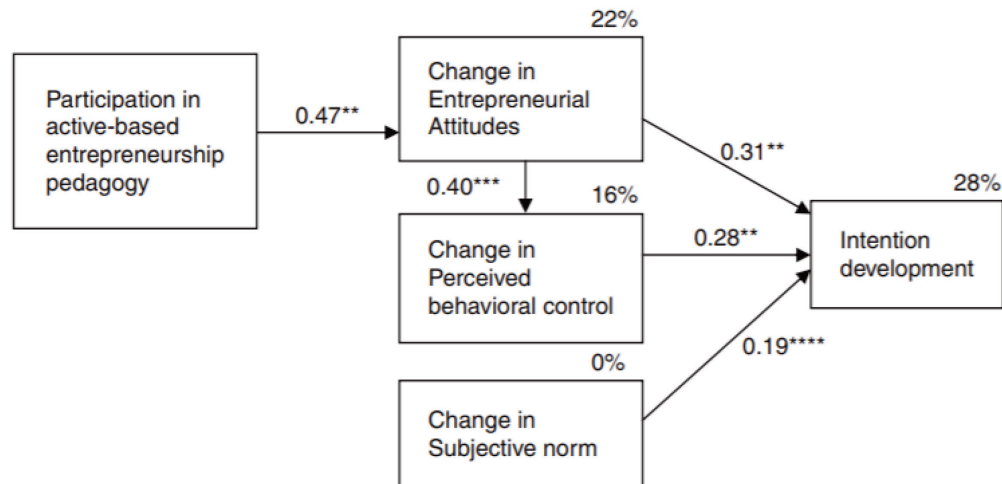 22%
Participation in
active-based
entrepreneurship
pedagogy
0.47**
Change in
Entrepreneurial
Attitudes
0.31**
0.40***
16%
28%
Change in
Perceived
behavioral control
0.28**
Intention
development
0.19****
0%
Change in
Subjective norm